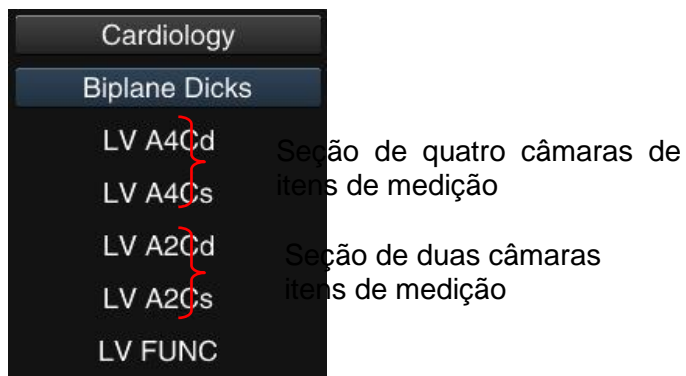 Cardiology
Biplane Dicks
LV A4Cd
Seção de quatro câmaras de
LV A4Cs
itens de medição
LV A2Cd
Seção de duas câmaras
LV A2Cs
itens de medição
LV FUNC